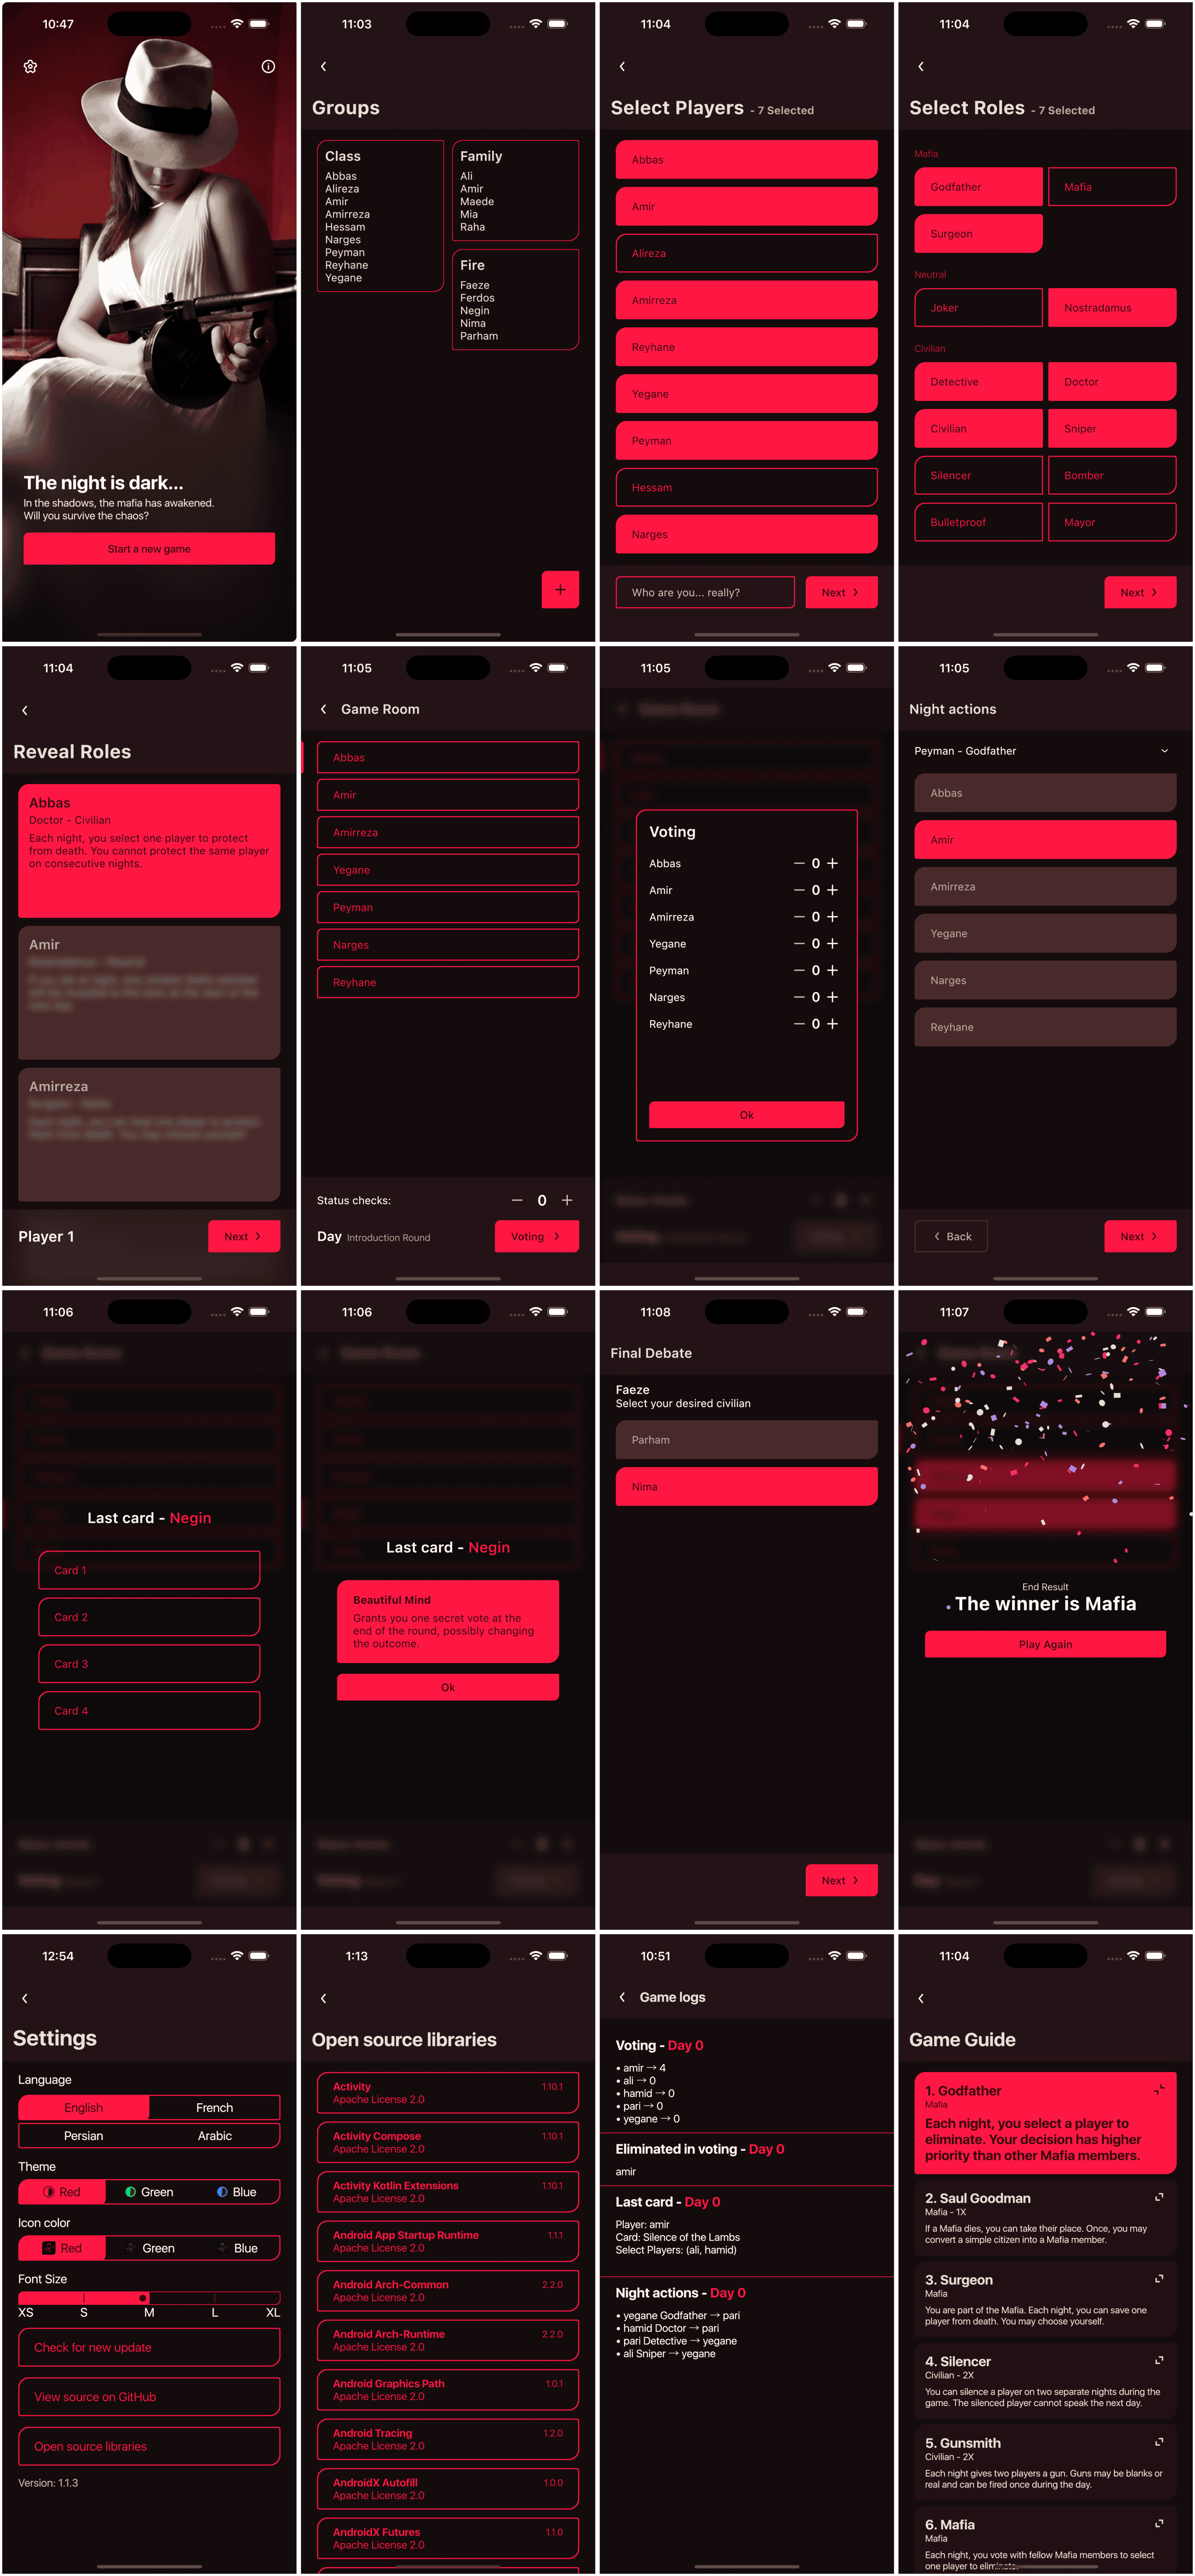 10:47
The night is dark...
In the shadows, the mafia has awakened.
Will you survive the chaos?
Start a new game
11:03
Groups
Class
Abbas
Alireza
Amir
Amirreza
Hessam
Narges
Peyman
Reyhane
Yegane
Family
Ali
Amir
Maede
Mia
Raha
Fire
Faeze
Ferdos
Negin
Nima
Parham
+
11:04
Select Players - 7 Selected
Abbas
Amir
Alireza
Amirreza
Reyhane
Yegane
Peyman
Hessam
Narges
Who are you... really?
Next
11:04
Select Roles - 7 Selected
Mafia
Godfather
Mafia
Surgeon
Neutral
Joker
Nostradamus
Civilian
Detective
Doctor
Civilian
Sniper
Silencer
Bomber
Bulletproof
Mayor
Next
11:04
Reveal Roles
Abbas
Doctor - Civilian
Each night, you select one player to protect
from death. You cannot protect the same player
on consecutive nights.
Amir
Amirreza
Player 1
Next
11:05
Game Room
Abbas
Amir
Amirreza
Yegane
Peyman
Narges
Reyhane
Status checks:
— 0 +
Day Introduction Round
Voting
11:05
Voting
Abbas — 0 +
Amir — 0 +
Amirreza — 0 +
Yegane — 0 +
Peyman — 0 +
Narges — 0 +
Reyhane — 0 +
Ok
11:05
Night actions
Peyman - Godfather
Abbas
Amir
Amirreza
Yegane
Narges
Reyhane
Back
Next
11:06
Last card - Negin
Card 1
Card 2
Card 3
Card 4
11:06
Last card - Negin
Beautiful Mind
Grants you one secret vote at the
end of the round, possibly changing
the outcome.
Ok
11:08
Final Debate
Faeze
Select your desired civilian
Parham
Nima
Next
11:07
End Result
The winner is Mafia
Play Again
12:54
Settings
Language
English
French
Persian
Arabic
Theme
Red
Green
Blue
Icon color
Red
Green
Blue
Font Size
XS S M L XL
Check for new update
View source on GitHub
Open source libraries
Version: 1.1.3
1:13
Open source libraries
Activity 1.10.1
Apache License 2.0
Activity Compose 1.10.1
Apache License 2.0
Activity Kotlin Extensions 1.10.1
Apache License 2.0
Android App Startup Runtime 1.1.1
Apache License 2.0
Android Arch-Common 2.2.0
Apache License 2.0
Android Arch-Runtime 2.2.0
Apache License 2.0
Android Graphics Path 1.0.1
Apache License 2.0
Android Tracing 1.2.0
Apache License 2.0
AndroidX Autofill 1.0.0
Apache License 2.0
AndroidX Futures 1.1.0
Apache License 2.0
10:51
Game logs
Voting - Day 0
• amir → 4
• ali → 0
• hamid → 0
• pari → 0
• yegane → 0
Eliminated in voting - Day 0
amir
Last card - Day 0
Player: amir
Card: Silence of the Lambs
Select Players: (ali, hamid)
Night actions - Day 0
• yegane Godfather → pari
• hamid Doctor → pari
• pari Detective → yegane
• ali Sniper → yegane
11:04
Game Guide
1. Godfather
Mafia
Each night, you select a player to
eliminate. Your decision has higher
priority than other Mafia members.
2. Saul Goodman
Mafia - 1X
If a Mafia dies, you can take their place. Once, you may
convert a simple citizen into a Mafia member.
3. Surgeon
Mafia
You are part of the Mafia. Each night, you can save one
player from death. You may choose yourself.
4. Silencer
Civilian - 2X
You can silence a player on two separate nights during the
game. The silenced player cannot speak the next day.
5. Gunsmith
Civilian - 2X
Each night gives two players a gun. Guns may be blanks or
real and can be fired once during the day.
6. Mafia
Mafia
Each night, you vote with fellow Mafia members to select
one player to eliminate.